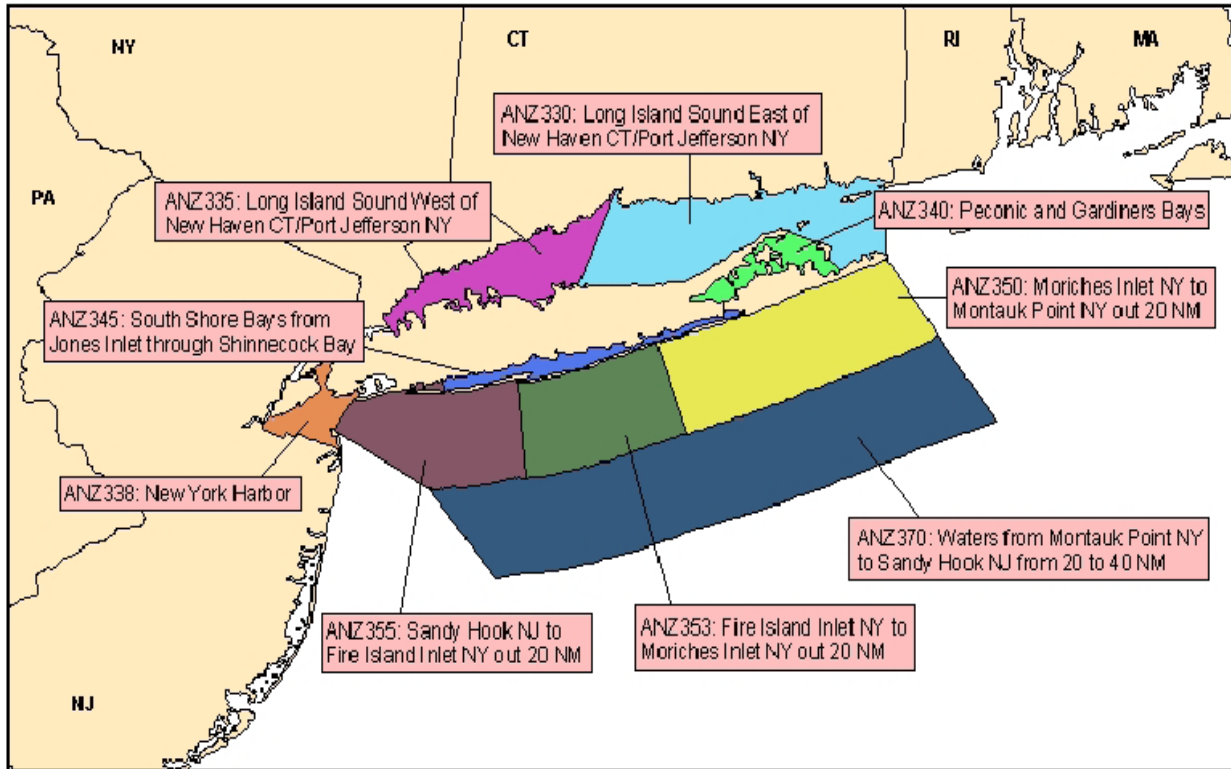 NY
CT
RI
MA
ANZ330: Long Island Sound East of
New Haven CT/Port Jefferson NY
PA
ANZ335: Long Island Sound West of
New Haven CT/Port Jefferson NY
ANZ340: Peconic and Gardiners Bays
ANZ350: Moriches Inlet NY to
Montauk Point NY out 20 NM
ANZ345: South Shore Bays from
Jones Inlet through Shinnecock Bay
ANZ338: New York Harbor
ANZ370: Waters from Montauk Point NY
to Sandy Hook NJ from 20 to 40 NM
ANZ355: Sandy Hook NJ to
Fire Island Inlet NY out 20 NM
ANZ353: Fire Island Inlet NY to
Moriches Inlet NY out 20 NM
NJ